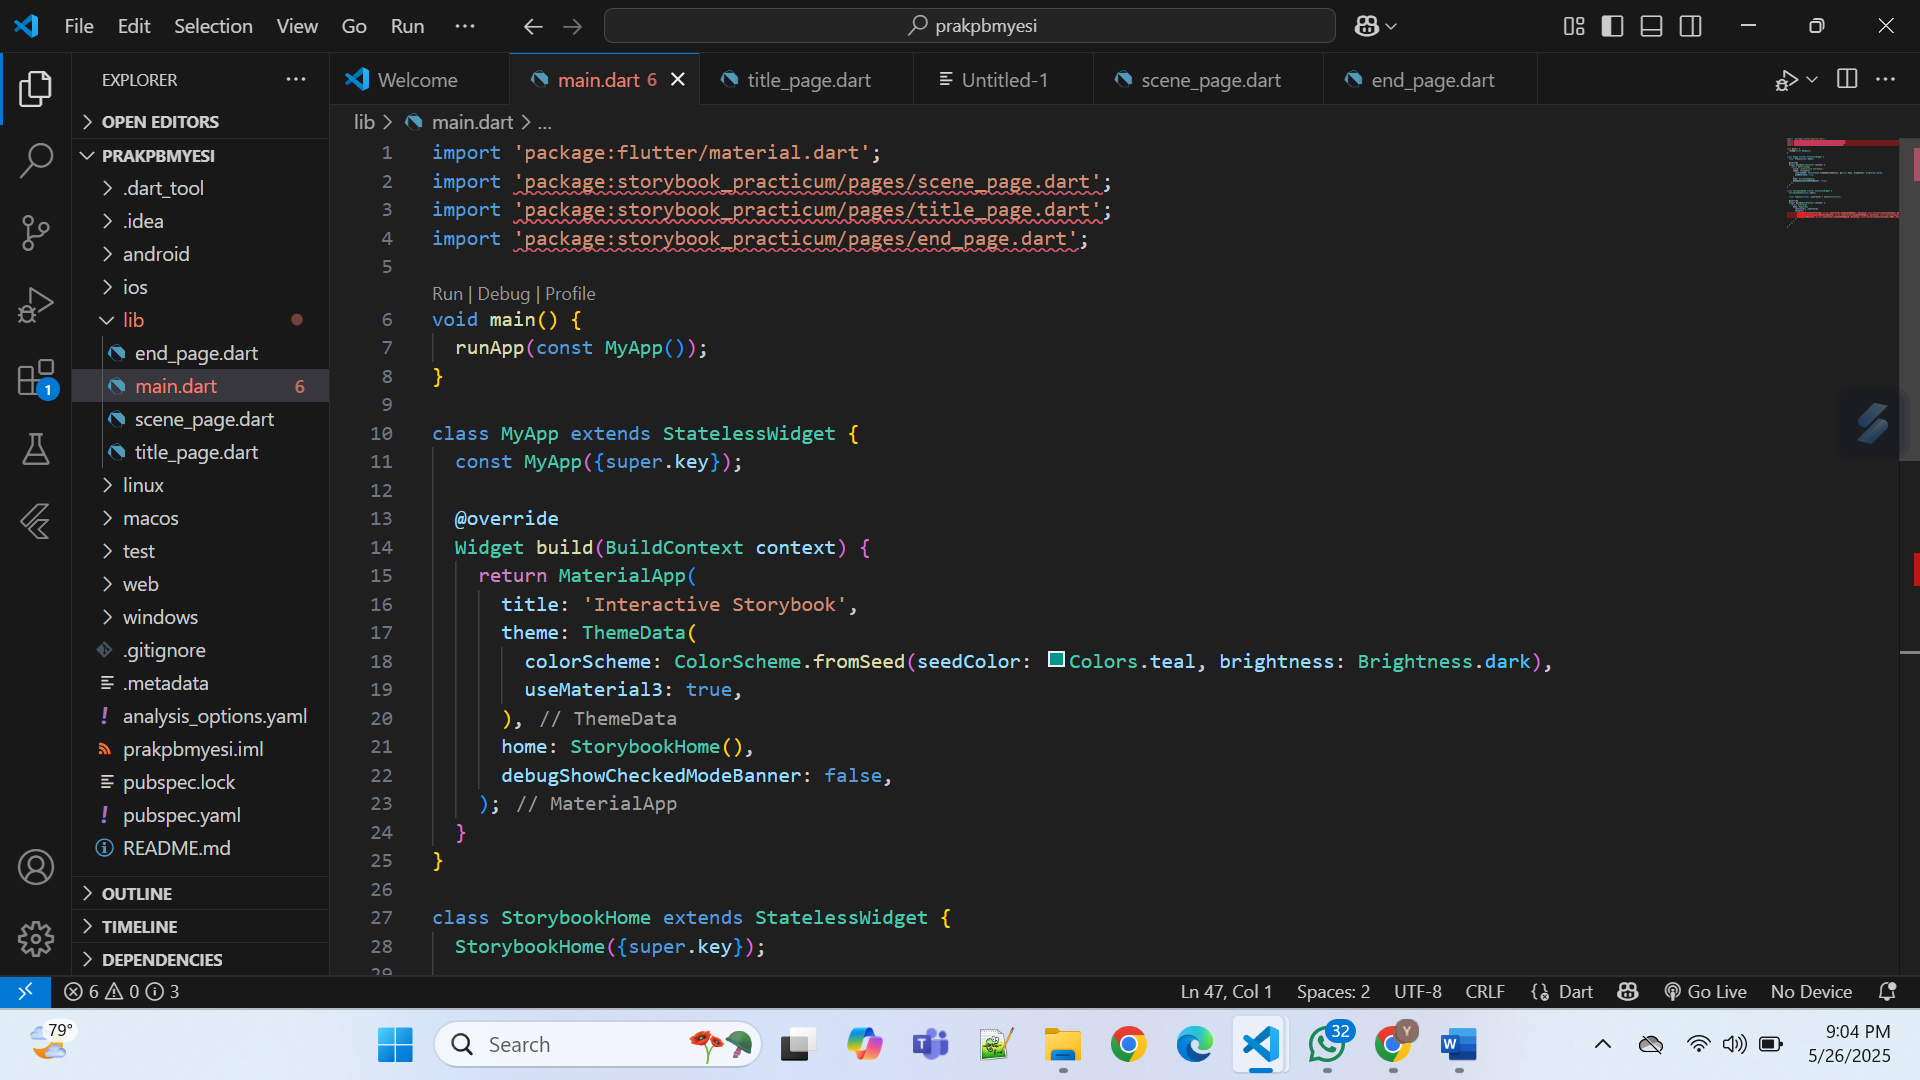 File Edit Selection View Go Run ··· prakpbmyesi
EXPLORER ···
Welcome main.dart 6 title_page.dart Untitled-1 scene_page.dart end_page.dart ···
OPEN EDITORS
PRAKPBMYESI
.dart_tool
.idea
android
ios
lib
end_page.dart
main.dart 6
scene_page.dart
title_page.dart
linux
macos
test
web
windows
.gitignore
.metadata
analysis_options.yaml
prakpbmyesi.iml
pubspec.lock
pubspec.yaml
README.md
OUTLINE
TIMELINE
DEPENDENCIES
1
lib > main.dart > ...
1 import 'package:flutter/material.dart';
2 import 'package:storybook_practicum/pages/scene_page.dart';
3 import 'package:storybook_practicum/pages/title_page.dart';
4 import 'package:storybook_practicum/pages/end_page.dart';
5
Run | Debug | Profile
6 void main() {
7 runApp(const MyApp());
8 }
9
10 class MyApp extends StatelessWidget {
11 const MyApp({super.key});
12
13 @override
14 Widget build(BuildContext context) {
15 return MaterialApp(
16 title: 'Interactive Storybook',
17 theme: ThemeData(
18 colorScheme: ColorScheme.fromSeed(seedColor: Colors.teal, brightness: Brightness.dark),
19 useMaterial3: true,
20 ), // ThemeData
21 home: StorybookHome(),
22 debugShowCheckedModeBanner: false,
23 ); // MaterialApp
24 }
25 }
26
27 class StorybookHome extends StatelessWidget {
28 StorybookHome({super.key});
29
6 0 3 Ln 47, Col 1 Spaces: 2 UTF-8 CRLF Dart Go Live No Device
79° Search 32 Y 9:04 PM
5/26/2025